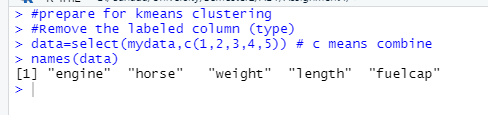 > #prepare for kmeans clustering
> #Remove the labeled column (type)
> data=select(mydata,c(1,2,3,4,5)) # c means combine
> names(data)
[1] "engine"  "horse"   "weight"  "length"  "fuelcap"
>